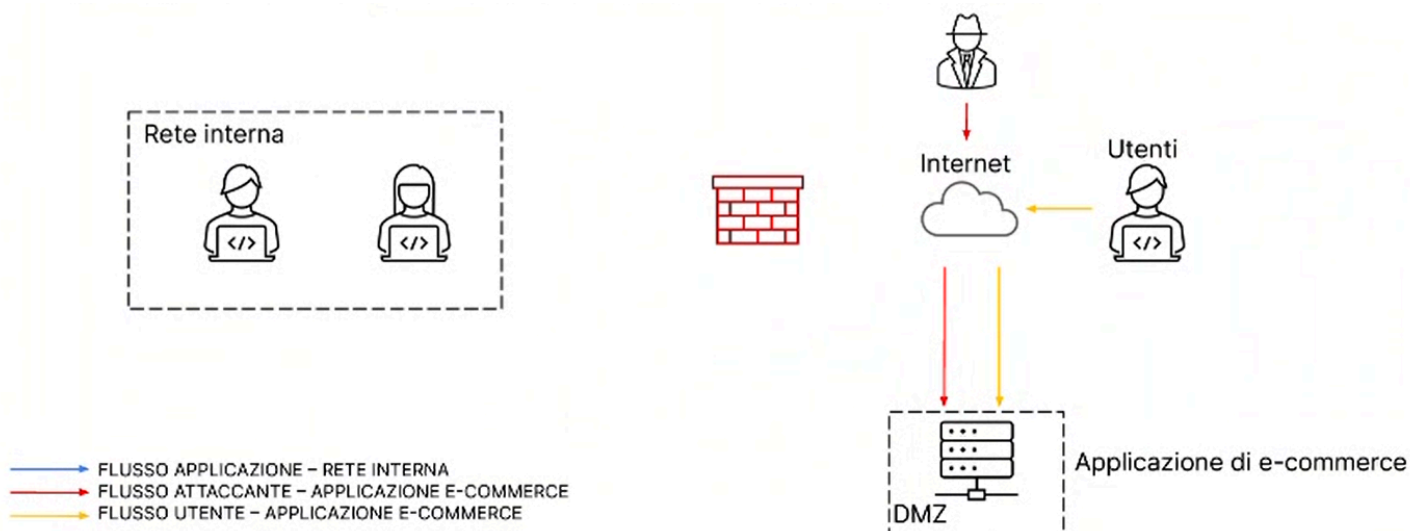 Rete interna
</>
</>
Internet
Utenti
</>
Applicazione di e-commerce
DMZ
FLUSSO APPLICAZIONE – RETE INTERNA
FLUSSO ATTACCANTE – APPLICAZIONE E-COMMERCE
FLUSSO UTENTE – APPLICAZIONE E-COMMERCE